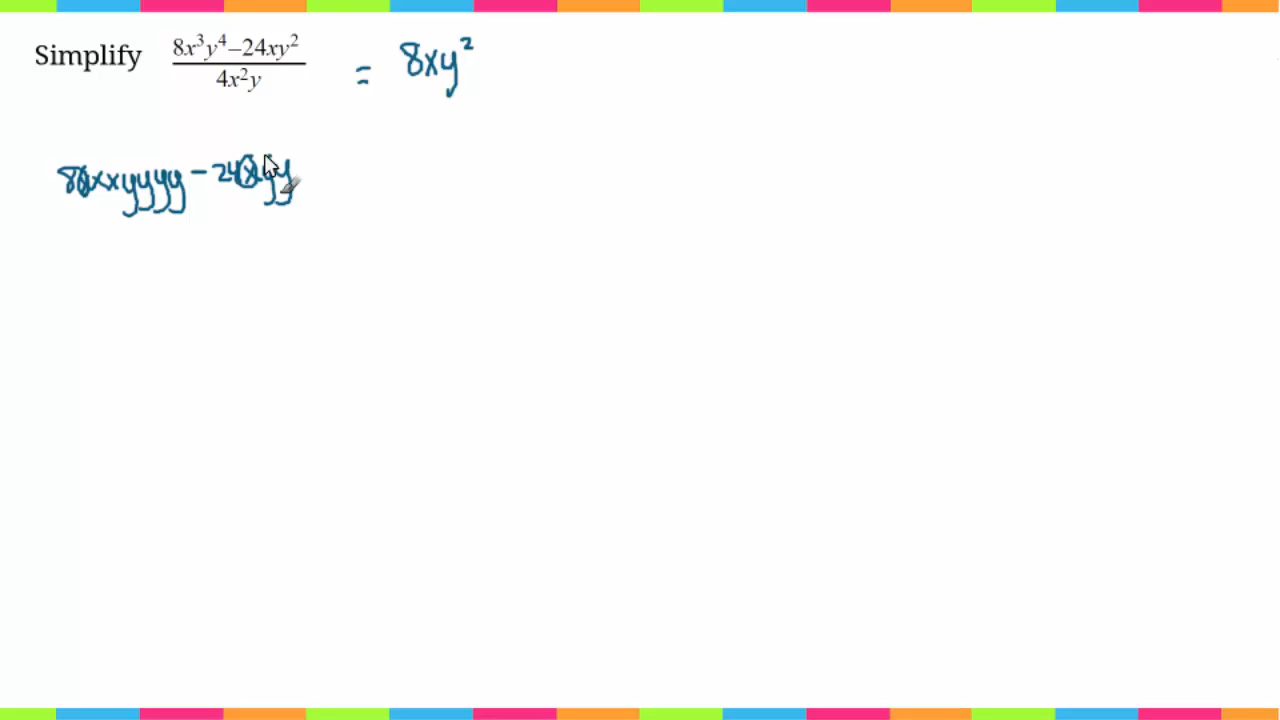 Simplify 8x³y⁴–24xy² / 4x²y = 8xy²
8xxxyyyy - 24xyy